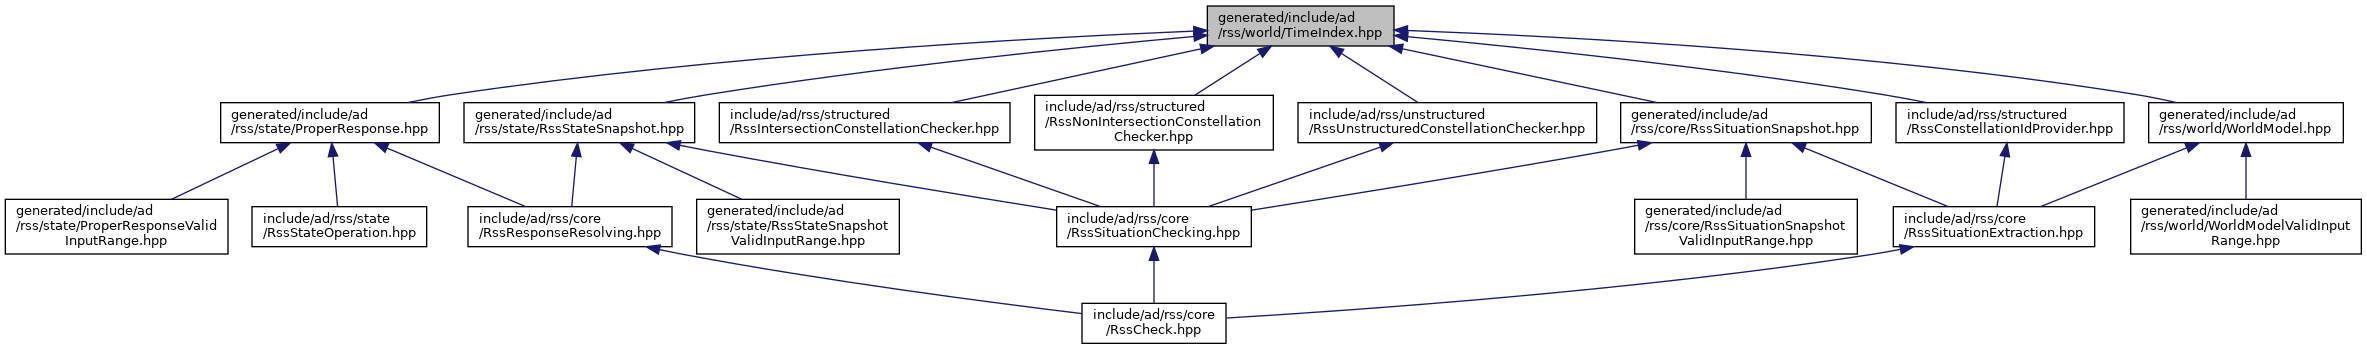 generated/include/ad
/rss/world/TimeIndex.hpp
generated/include/ad
/rss/state/ProperResponse.hpp
generated/include/ad
/rss/state/RssStateSnapshot.hpp
include/ad/rss/structured
/RssIntersectionConstellationChecker.hpp
include/ad/rss/structured
/RssNonIntersectionConstellation
Checker.hpp
include/ad/rss/unstructured
/RssUnstructuredConstellationChecker.hpp
generated/include/ad
/rss/core/RssSituationSnapshot.hpp
include/ad/rss/structured
/RssConstellationIdProvider.hpp
generated/include/ad
/rss/world/WorldModel.hpp
generated/include/ad
/rss/state/ProperResponseValid
InputRange.hpp
include/ad/rss/state
/RssStateOperation.hpp
include/ad/rss/core
/RssResponseResolving.hpp
generated/include/ad
/rss/state/RssStateSnapshot
ValidInputRange.hpp
include/ad/rss/core
/RssSituationChecking.hpp
generated/include/ad
/rss/core/RssSituationSnapshot
ValidInputRange.hpp
include/ad/rss/core
/RssSituationExtraction.hpp
generated/include/ad
/rss/world/WorldModelValidInput
Range.hpp
include/ad/rss/core
/RssCheck.hpp